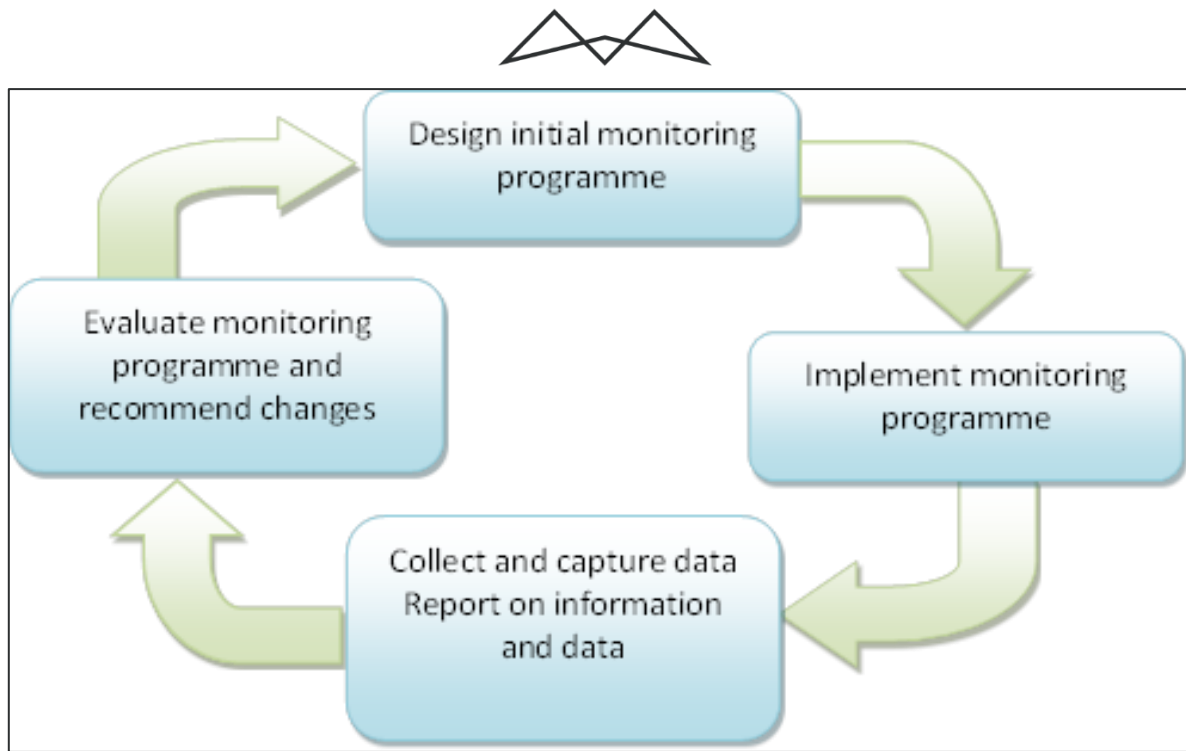 Design initial monitoring
programme
Implement monitoring
programme
Collect and capture data
Report on information
and data
Evaluate monitoring
programme and
recommend changes